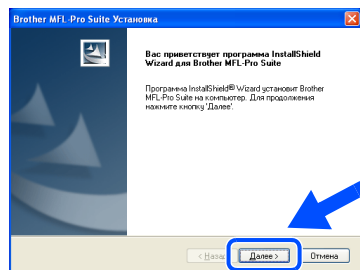 Brother MFL-Pro Suite Установка
Вас приветствует программа InstallShield
Wizard для Brother MFL-Pro Suite
Программа InstallShield® Wizard установит Brother
MFL-Pro Suite на компьютер. Для продолжения
нажмите кнопку 'Далее'.
< Назад
Далее >
Отмена